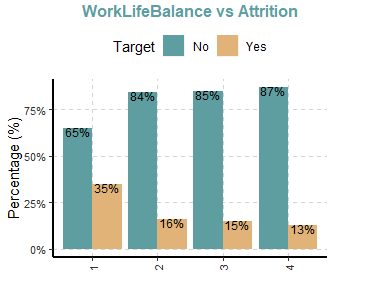 WorkLifeBalance vs Attrition
Target No Yes
Percentage (%)
75%
50%
25%
0%
65% 35% 84% 16% 85% 15% 87% 13%
1 2 3 4